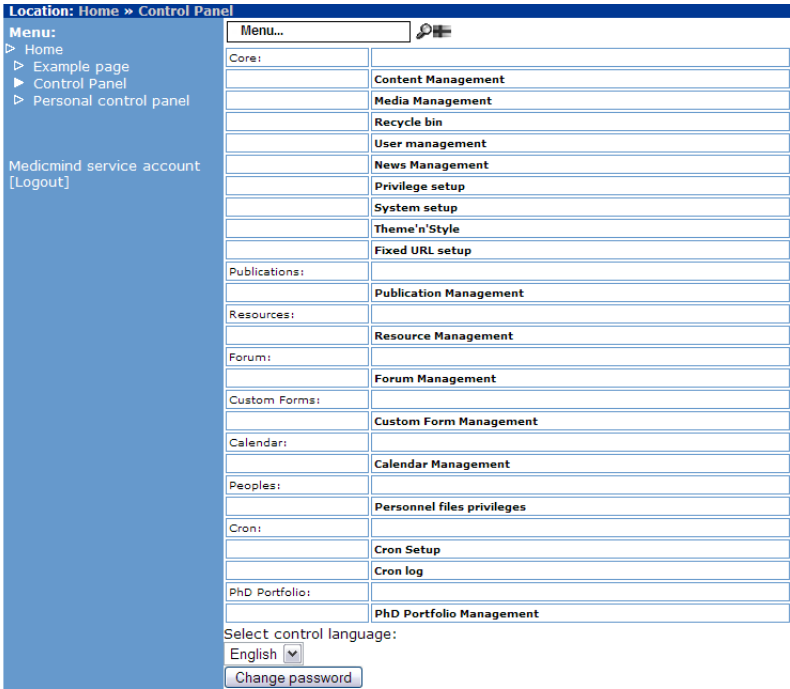 Location: Home » Control Panel
Menu:
Home
Example page
Control Panel
Personal control panel
Medicmind service account
[Logout]
Menu...
Core:
Content Management
Media Management
Recycle bin
User management
News Management
Privilege setup
System setup
Theme'n'Style
Fixed URL setup
Publications:
Publication Management
Resources:
Resource Management
Forum:
Forum Management
Custom Forms:
Custom Form Management
Calendar:
Calendar Management
Peoples:
Personnel files privileges
Cron:
Cron Setup
Cron log
PhD Portfolio:
PhD Portfolio Management
Select control language:
English
Change password